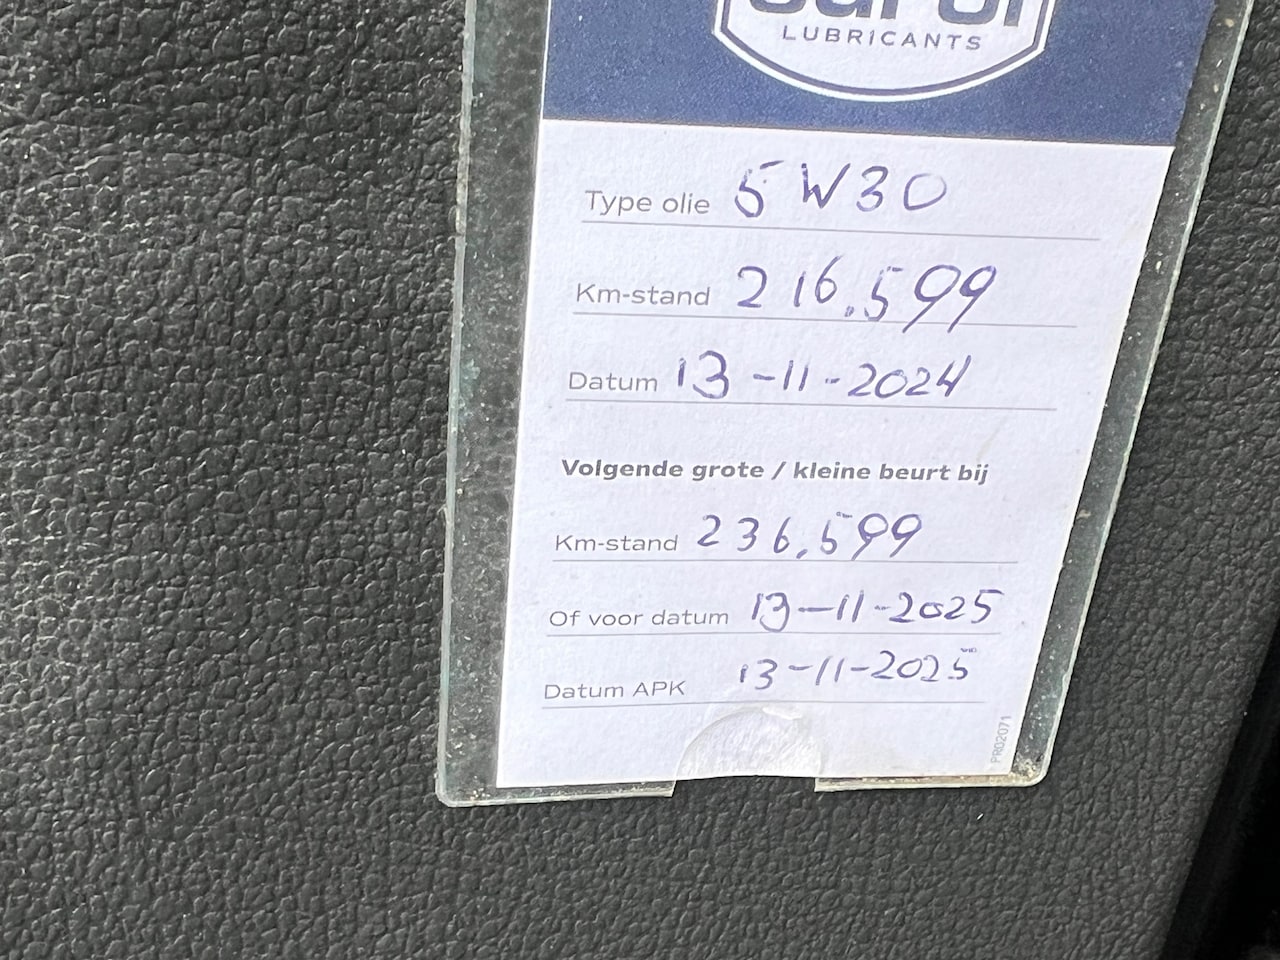 LUBRICANTS
Type olie 5W30
Km-stand 216.599
Datum 13-11-2024
Volgende grote / kleine beurt bij
Km-stand 236.599
Of voor datum 13-11-2025
Datum APK 13-11-2025
PR02071